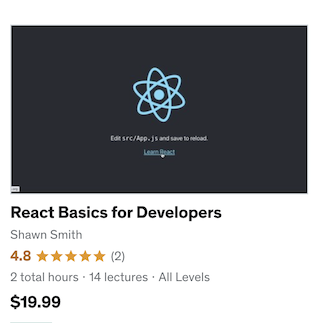 Edit src/App.js and save to reload.
Learn React
React Basics for Developers
Shawn Smith
4.8 (2)
2 total hours · 14 lectures · All Levels
$19.99